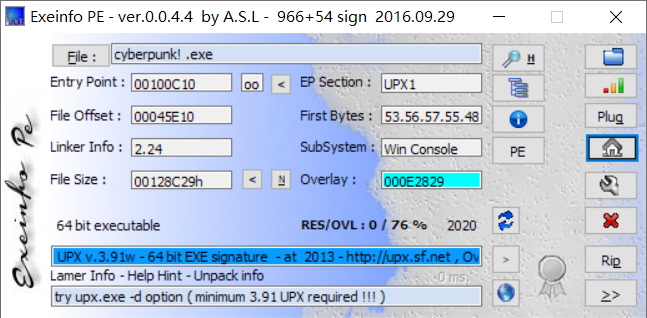 Exeinfo PE - ver.0.0.4.4 by A.S.L - 966+54 sign 2016.09.29
File : cyberpunk! .exe H
Entry Point : 00100C10 oo < EP Section : UPX1
File Offset : 00045E10 First Bytes : 53.56.57.55.48 Plug
Linker Info : 2.24 SubSystem : Win Console PE
File Size : 00128C29h < N Overlay : 000E2829
64 bit executable RES/OVL : 0 / 76 % 2020
UPX v.3.91w - 64 bit EXE signature - at 2013 - http://upx.sf.net , Ov > Rip
Lamer Info - Help Hint - Unpack info 0 ms.
try upx.exe -d option ( minimum 3.91 UPX required !!! ) >>
Exeinfo Pe